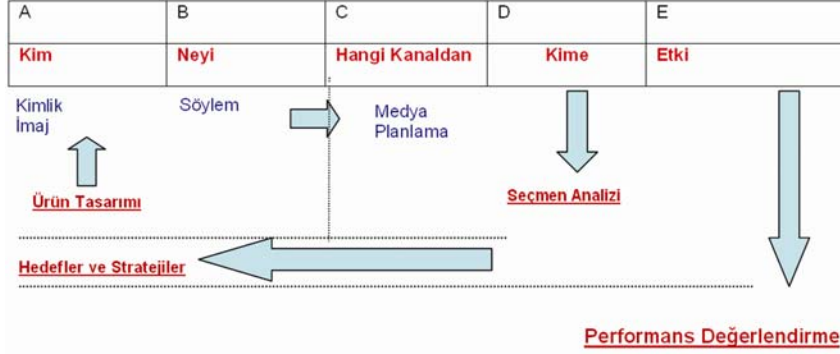 A B C D E
Kim Neyi Hangi Kanaldan Kime Etki
Kimlik
İmaj
Söylem
Medya
Planlama
Ürün Tasarımı
Seçmen Analizi
Hedefler ve Stratejiler
Performans Değerlendirme